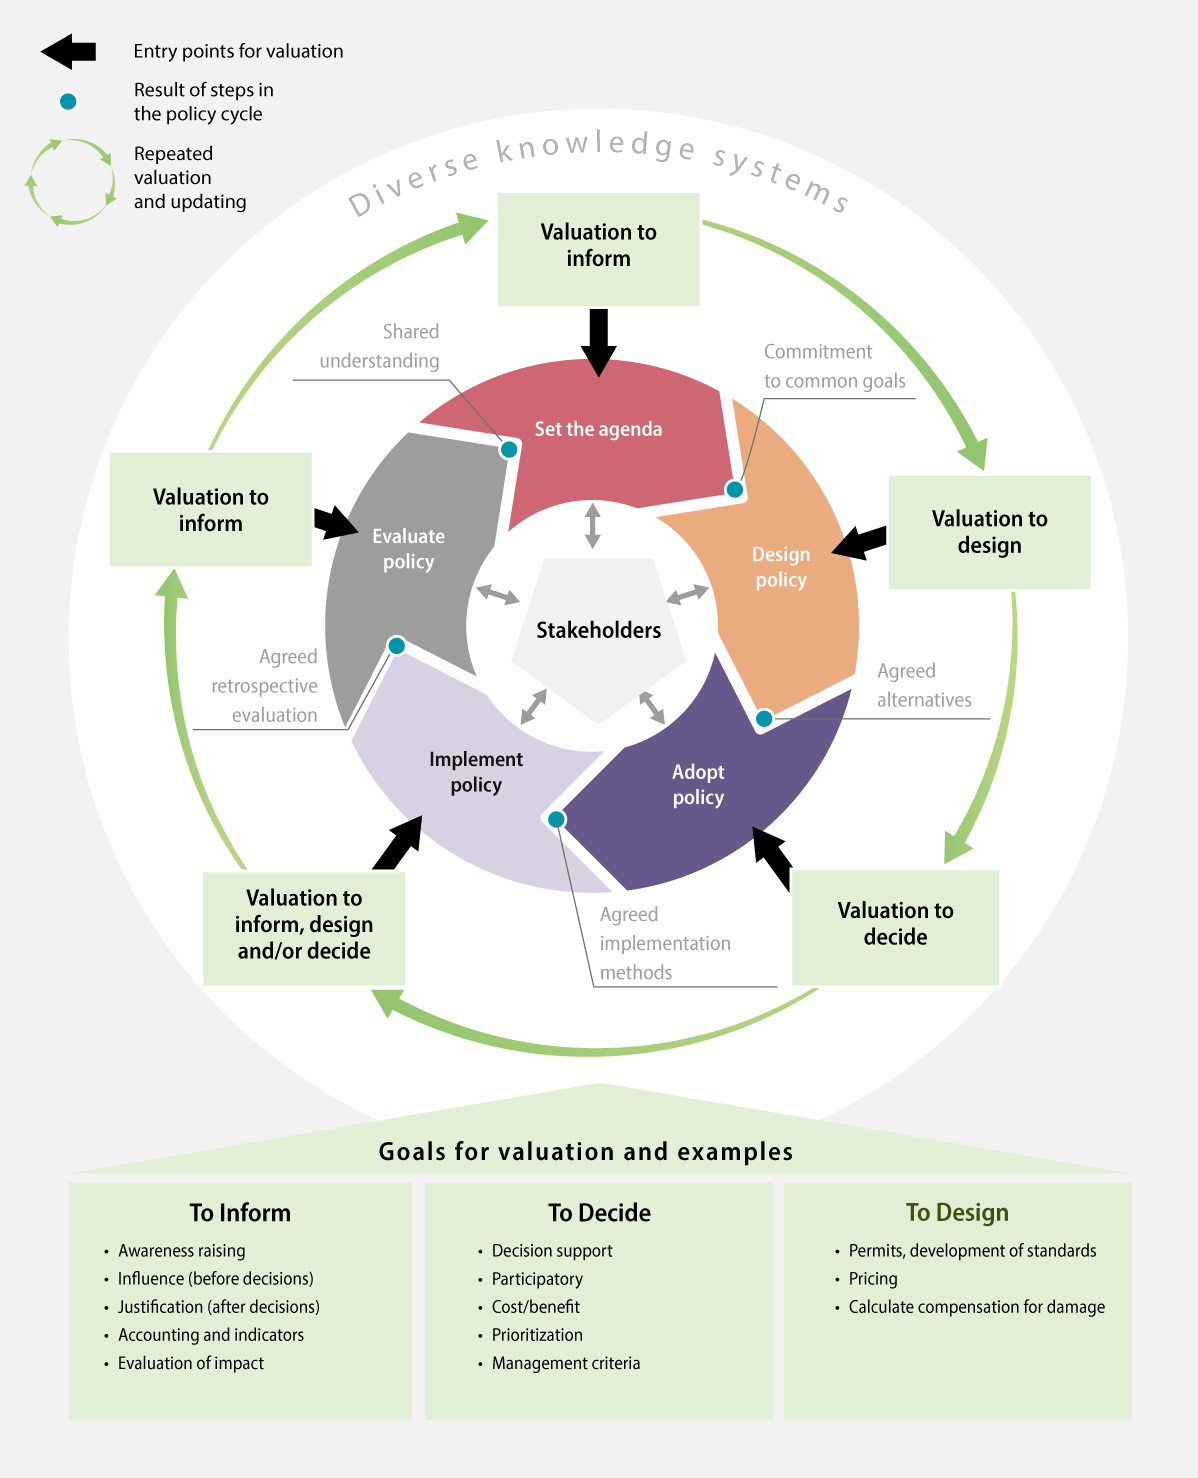 Entry points for valuation
Result of steps in
the policy cycle
Repeated
valuation
and updating
Diverse knowledge systems
Valuation to
inform
Shared
understanding
Commitment
to common goals
Set the agenda
Valuation to
inform
Valuation to
design
Evaluate
policy
Design
policy
Stakeholders
Agreed
retrospective
evaluation
Agreed
alternatives
Implement
policy
Adopt
policy
Valuation to
inform, design
and/or decide
Agreed
implementation
methods
Valuation to
decide
Goals for valuation and examples
To Inform
• Awareness raising
• Influence (before decisions)
• Justification (after decisions)
• Accounting and indicators
• Evaluation of impact
To Decide
• Decision support
• Participatory
• Cost/benefit
• Prioritization
• Management criteria
To Design
• Permits, development of standards
• Pricing
• Calculate compensation for damage